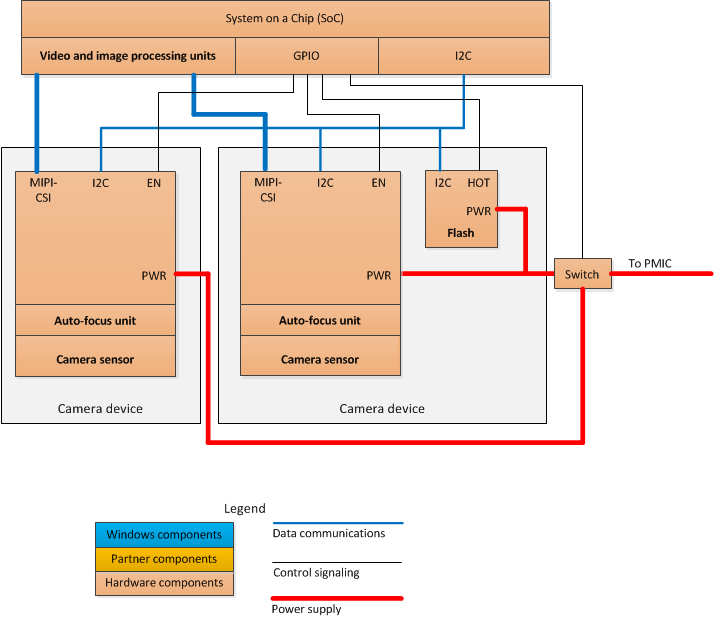 System on a Chip (SoC)
Video and image processing units
GPIO
I2C
MIPI-
CSI
I2C
EN
PWR
Auto-focus unit
Camera sensor
Camera device
MIPI-
CSI
I2C
EN
PWR
Auto-focus unit
Camera sensor
I2C
HOT
PWR
Flash
Camera device
Switch
To PMIC
Legend
Windows components
Partner components
Hardware components
Data communications
Control signaling
Power supply